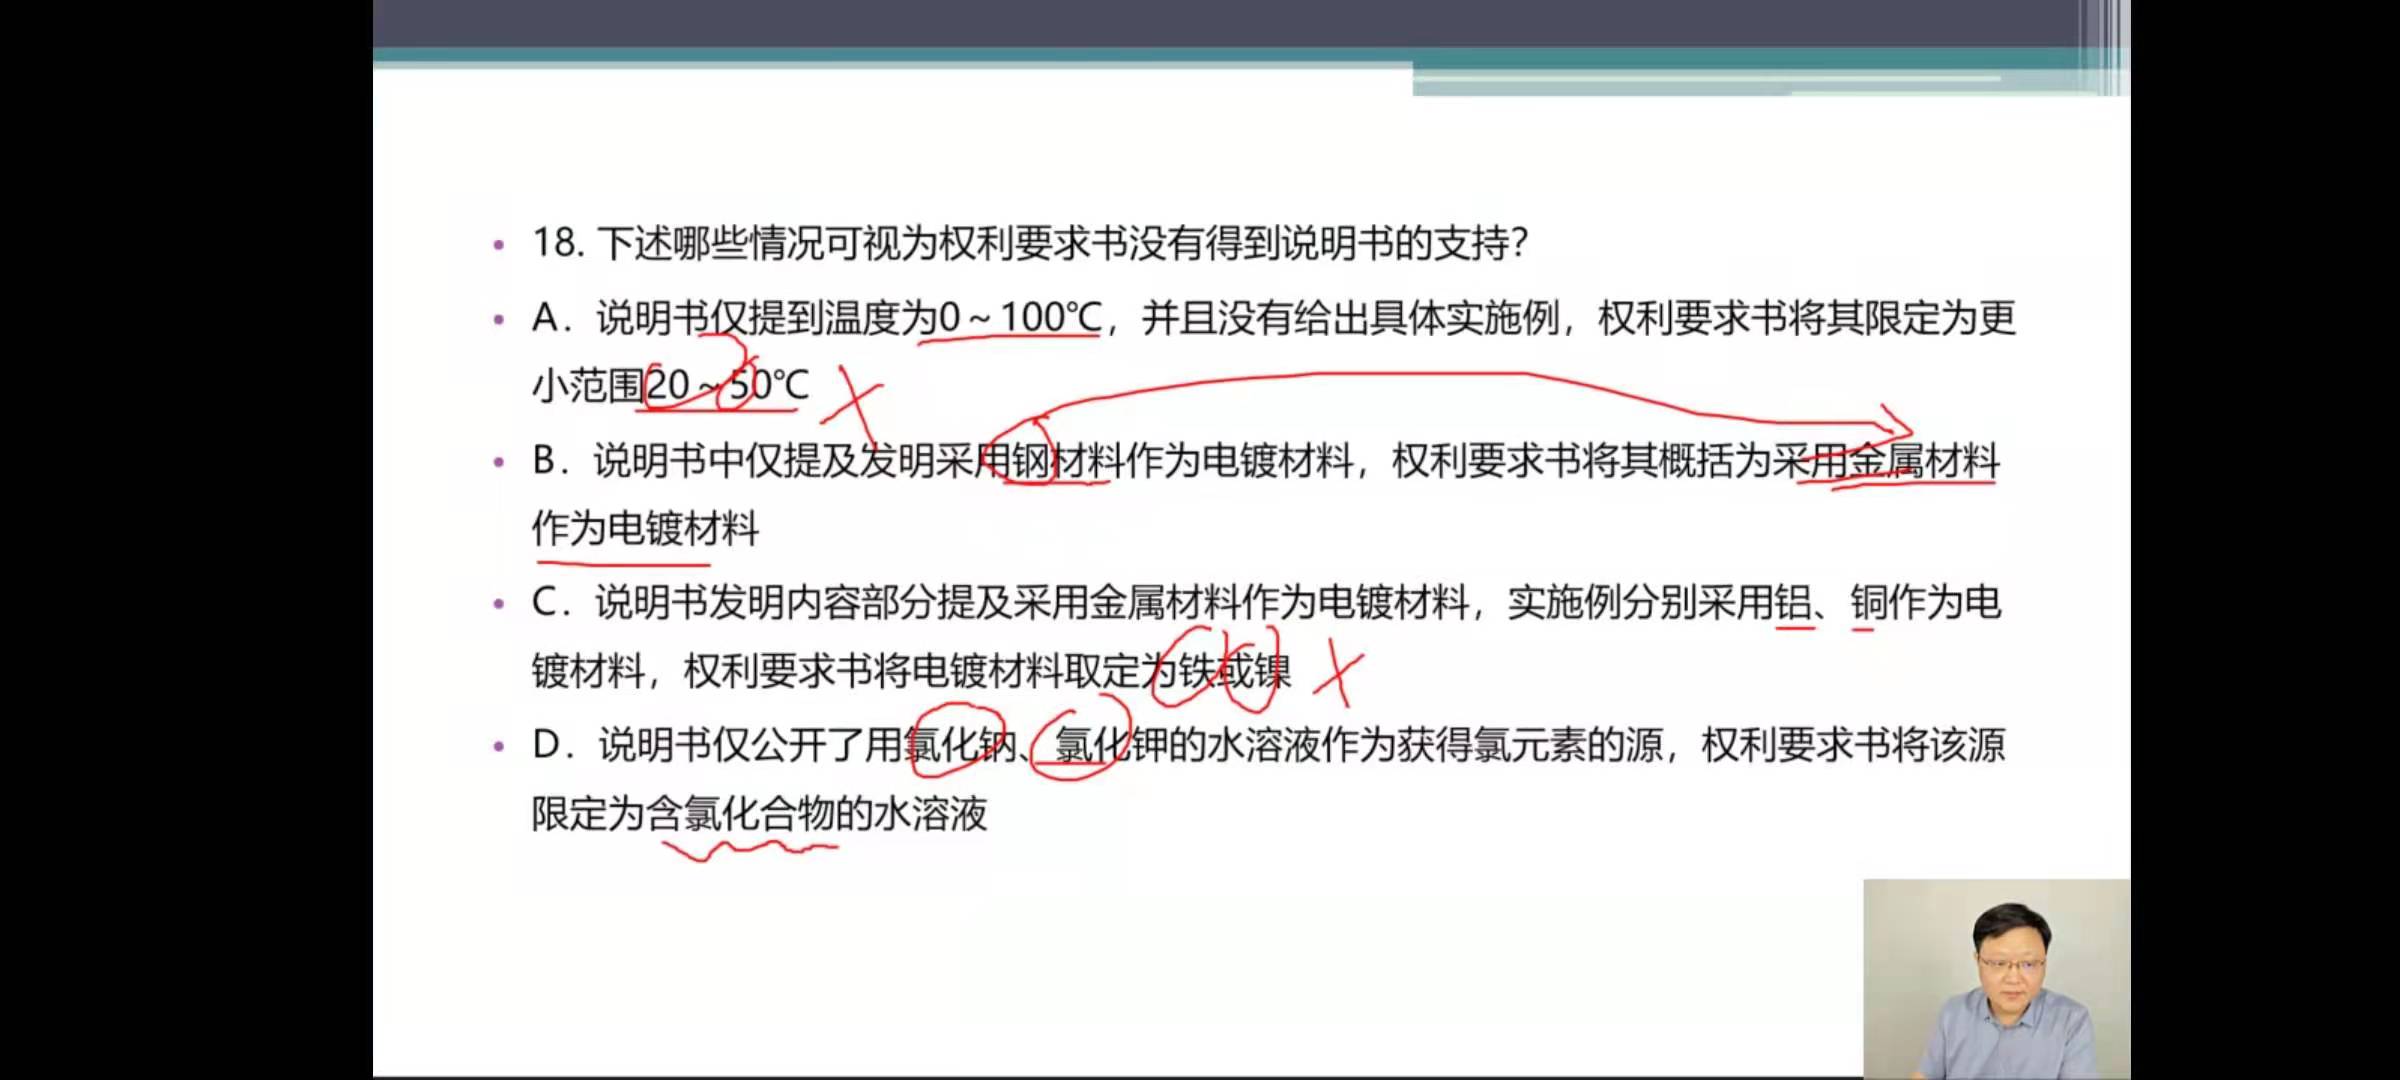 18. 下述哪些情况可视为权利要求书没有得到说明书的支持?
A．说明书仅提到温度为0～100℃，并且没有给出具体实施例，权利要求书将其限定为更
小范围20～50℃
B．说明书中仅提及发明采用钢材料作为电镀材料，权利要求书将其概括为采用金属材料
作为电镀材料
C．说明书发明内容部分提及采用金属材料作为电镀材料，实施例分别采用铝、铜作为电
镀材料，权利要求书将电镀材料取定为铁或镍
D．说明书仅公开了用氯化钠、氯化钾的水溶液作为获得氯元素的源，权利要求书将该源
限定为含氯化合物的水溶液